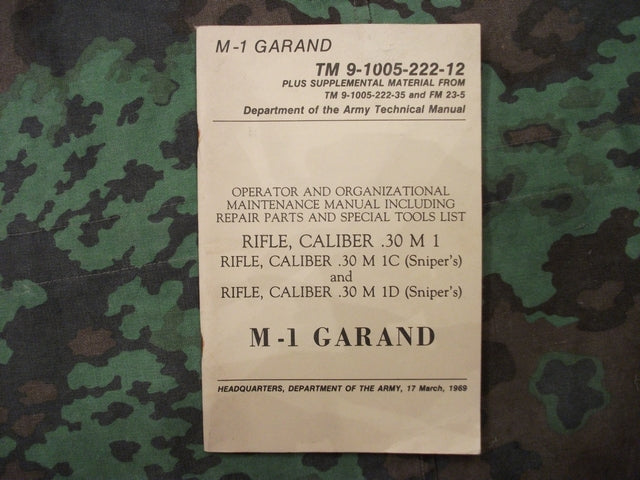 M-1 GARAND
TM 9-1005-222-12
PLUS SUPPLEMENTAL MATERIAL FROM
TM 9-1005-222-35 and FM 23-5
Department of the Army Technical Manual
OPERATOR AND ORGANIZATIONAL
MAINTENANCE MANUAL INCLUDING
REPAIR PARTS AND SPECIAL TOOLS LIST
RIFLE, CALIBER .30 M 1
RIFLE, CALIBER .30 M 1C (Sniper's)
and
RIFLE, CALIBER .30 M 1D (Sniper's)
M-1 GARAND
HEADQUARTERS, DEPARTMENT OF THE ARMY, 17 March, 1969